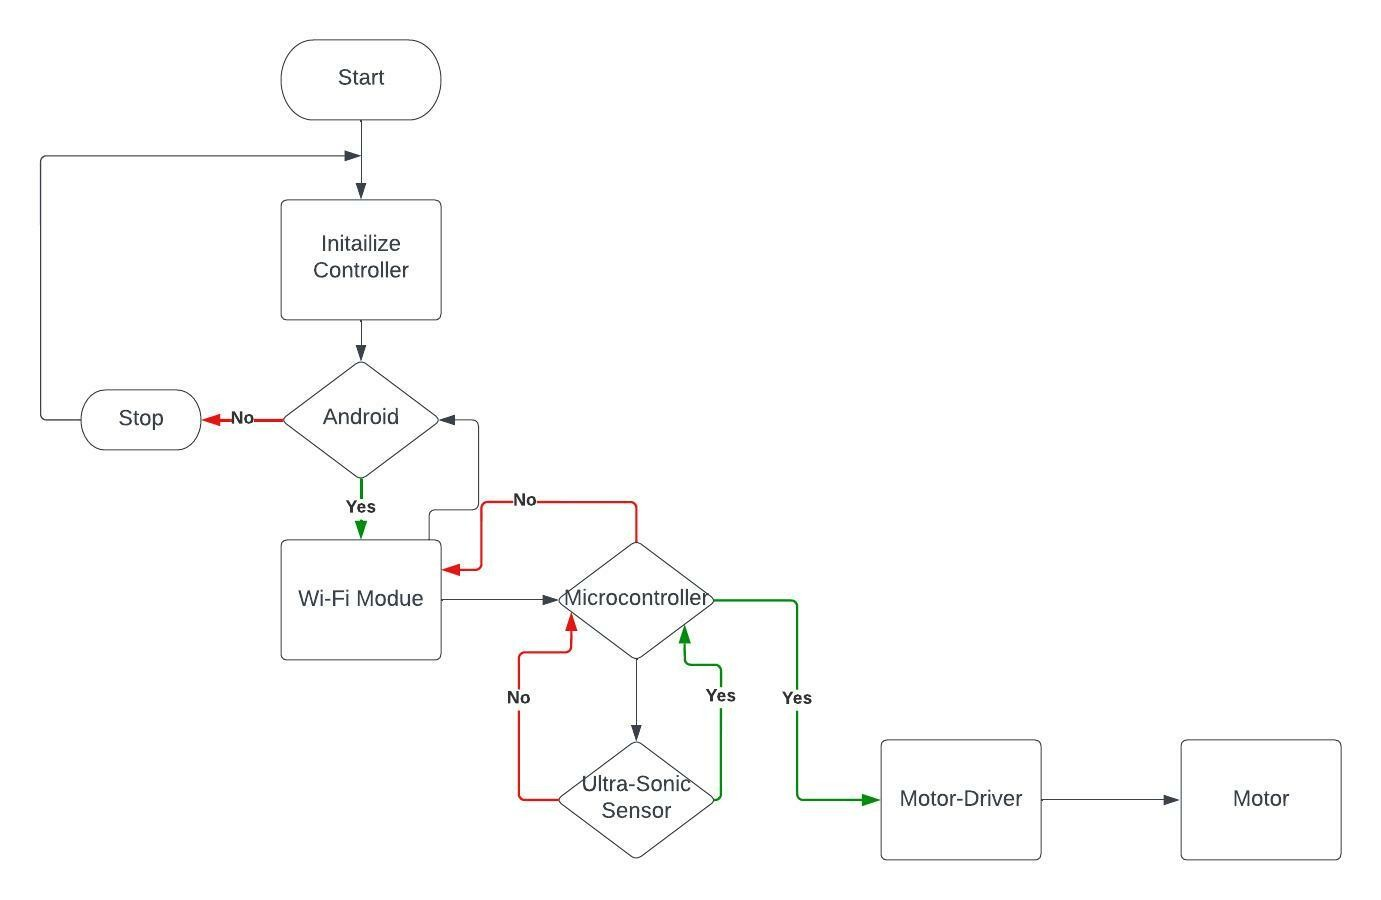 Start
Initailize
Controller
Android
Stop
No
Yes
No
Wi-Fi Modue
Microcontroller
No
Yes
Yes
Ultra-Sonic
Sensor
Motor-Driver
Motor